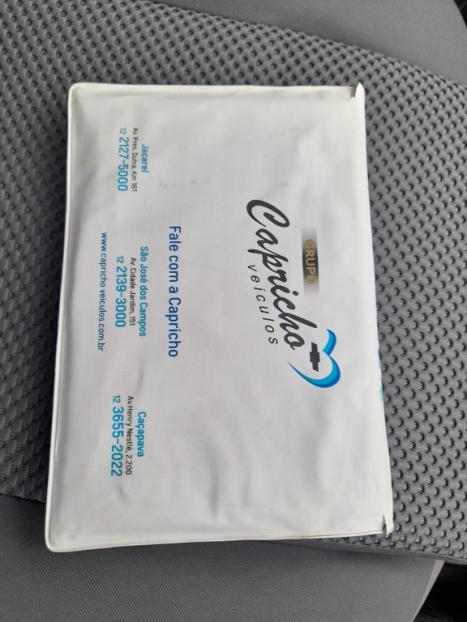 GRUPO
Capricho
veículos
Fale com a Capricho
Jacareí
Av. Pres. Dutra, Km 161
12 2127-5000
São José dos Campos
Av. Cidade Jardim, 151
12 2139-3000
Caçapava
Av. Henry Nestlé, 2.200
12 3655-2022
www.caprichoveiculos.com.br